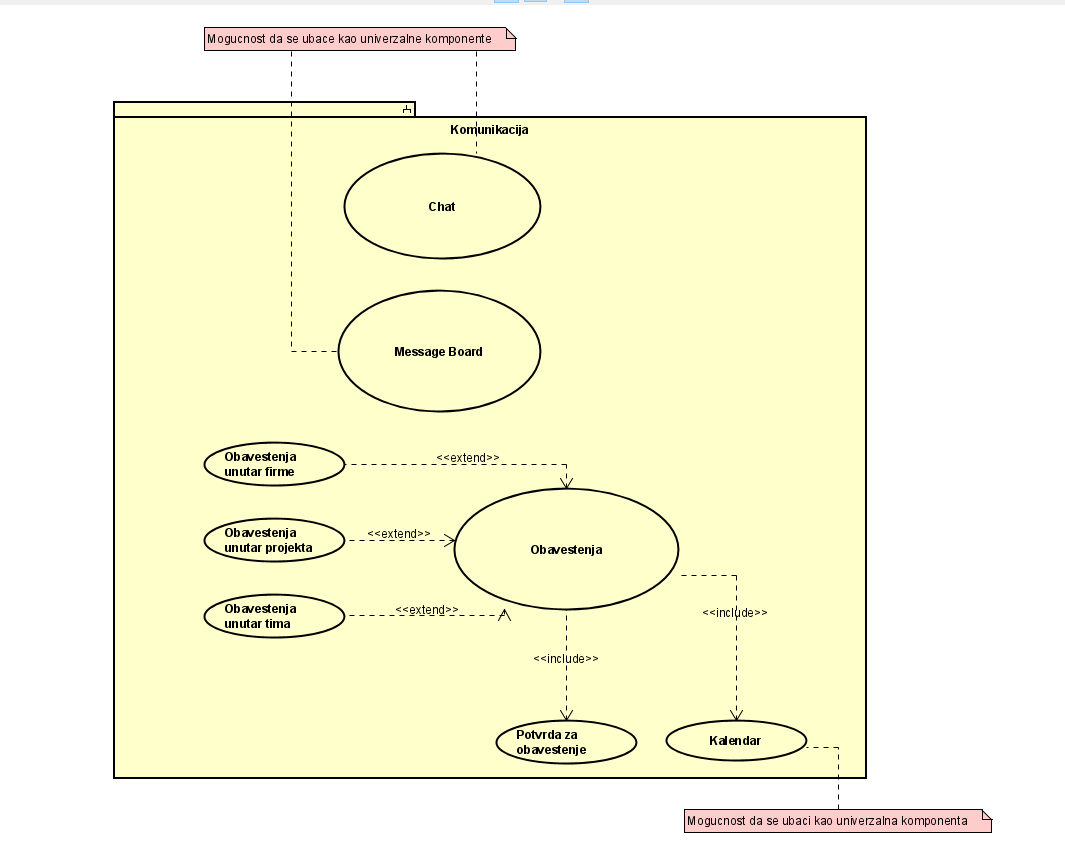 Mogucnost da se ubace kao univerzalne komponente
Komunikacija
Chat
Message Board
Obavestenja
unutar firme
<<extend>>
Obavestenja
unutar projekta
<<extend>>
Obavestenja
Obavestenja
unutar tima
<<extend>>
<<include>>
<<include>>
Potvrda za
obavestenje
Kalendar
Mogucnost da se ubaci kao univerzalna komponenta